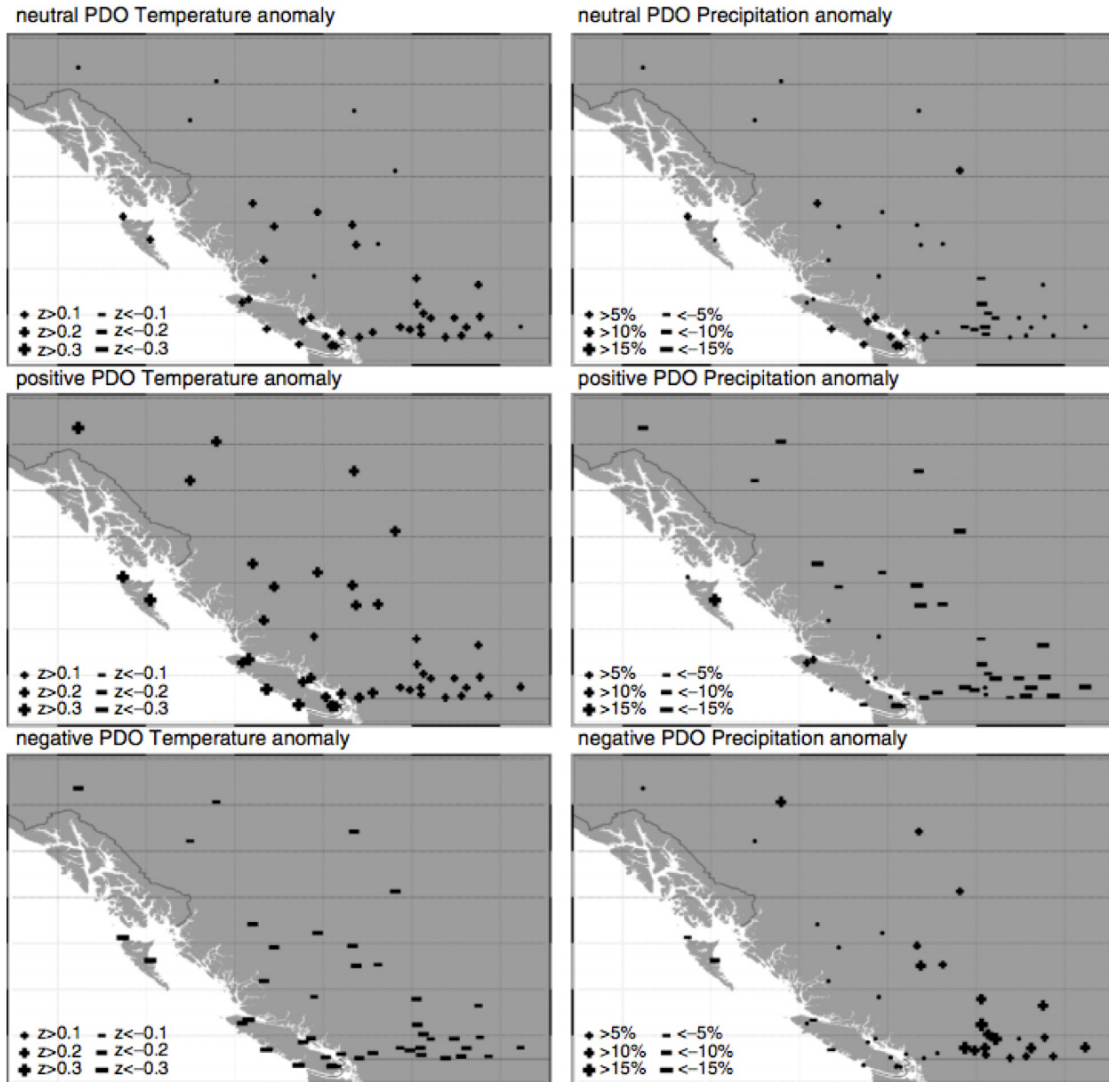 neutral PDO Temperature anomaly
z>0.1 z<−0.1
z>0.2 z<−0.2
z>0.3 z<−0.3
neutral PDO Precipitation anomaly
>5% <−5%
>10% <−10%
>15% <−15%
positive PDO Temperature anomaly
z>0.1 z<−0.1
z>0.2 z<−0.2
z>0.3 z<−0.3
positive PDO Precipitation anomaly
>5% <−5%
>10% <−10%
>15% <−15%
negative PDO Temperature anomaly
z>0.1 z<−0.1
z>0.2 z<−0.2
z>0.3 z<−0.3
negative PDO Precipitation anomaly
>5% <−5%
>10% <−10%
>15% <−15%